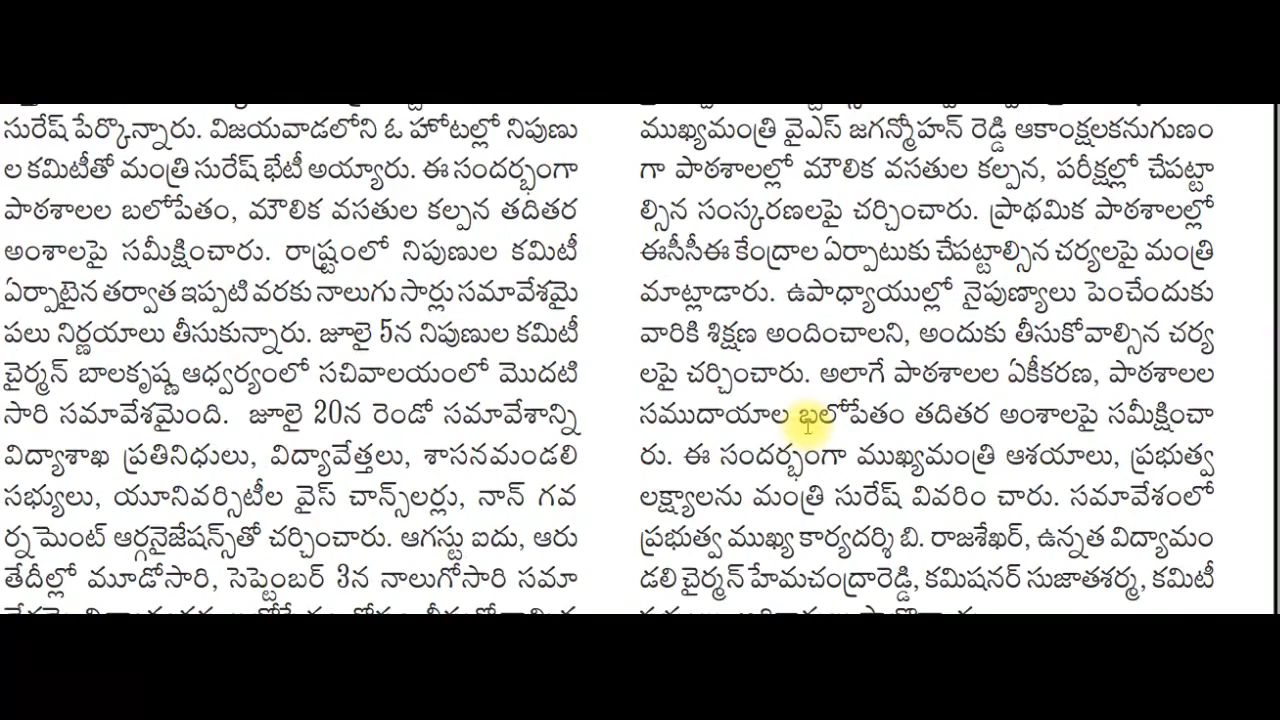 సురేష్ పేర్కొన్నారు. విజయవాడలోని ఓ హోటల్లో నిపుణు
ల కమిటీతో మంత్రి సురేష్ భేటీ అయ్యారు. ఈ సందర్భంగా
పాఠశాలల బలోపేతం, మౌలిక వసతుల కల్పన తదితర
అంశాలపై సమీక్షించారు. రాష్ట్రంలో నిపుణుల కమిటీ
ఏర్పాటైన తర్వాత ఇప్పటి వరకు నాలుగు సార్లు సమావేశమై
పలు నిర్ణయాలు తీసుకున్నారు. జూలై 5న నిపుణుల కమిటీ
చైర్మన్ బాలకృష్ణ ఆధ్వర్యంలో సచివాలయంలో మొదటి
సారి సమావేశమైంది. జూలై 20న రెండో సమావేశాన్ని
విద్యాశాఖ ప్రతినిధులు, విద్యావేత్తలు, శాసనమండలి
సభ్యులు, యూనివర్సిటీల వైస్ చాన్స్‌లర్లు, నాన్ గవ
ర్నమెంట్ ఆర్గనైజేషన్స్‌తో చర్చించారు. ఆగస్టు ఐదు, ఆరు
తేదీల్లో మూడోసారి, సెప్టెంబర్ 3న నాలుగోసారి సమా
ముఖ్యమంత్రి వైఎస్ జగన్మోహన్ రెడ్డి ఆకాంక్షలకనుగుణం
గా పాఠశాలల్లో మౌలిక వసతుల కల్పన, పరీక్షల్లో చేపట్టా
ల్సిన సంస్కరణలపై చర్చించారు. ప్రాథమిక పాఠశాలల్లో
ఈసీసీఈ కేంద్రాల ఏర్పాటుకు చేపట్టాల్సిన చర్యలపై మంత్రి
మాట్లాడారు. ఉపాధ్యాయుల్లో నైపుణ్యాలు పెంచేందుకు
వారికి శిక్షణ అందించాలని, అందుకు తీసుకోవాల్సిన చర్య
లపై చర్చించారు. అలాగే పాఠశాలల ఏకీకరణ, పాఠశాలల
సముదాయాల బలోపేతం తదితర అంశాలపై సమీక్షించా
రు. ఈ సందర్భంగా ముఖ్యమంత్రి ఆశయాలు, ప్రభుత్వ
లక్ష్యాలను మంత్రి సురేష్ వివరిం చారు. సమావేశంలో
ప్రభుత్వ ముఖ్య కార్యదర్శి బి. రాజశేఖర్, ఉన్నత విద్యామం
డలి చైర్మన్ హేమచంద్రారెడ్డి, కమిషనర్ సుజాతశర్మ, కమిటీ